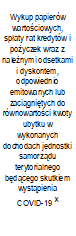 Wykup papierów
wartościowych,
spłaty rat kredytów i
pożyczek wraz z
należnymi odsetkami
i dyskontem,
odpowiednio
emitowanych lub
zaciągniętych do
równowartości kwoty
ubytku w
wykonanych
dochodach jednostki
samorządu
terytorialnego
będącego skutkiem
wystąpienia
COVID-19 x